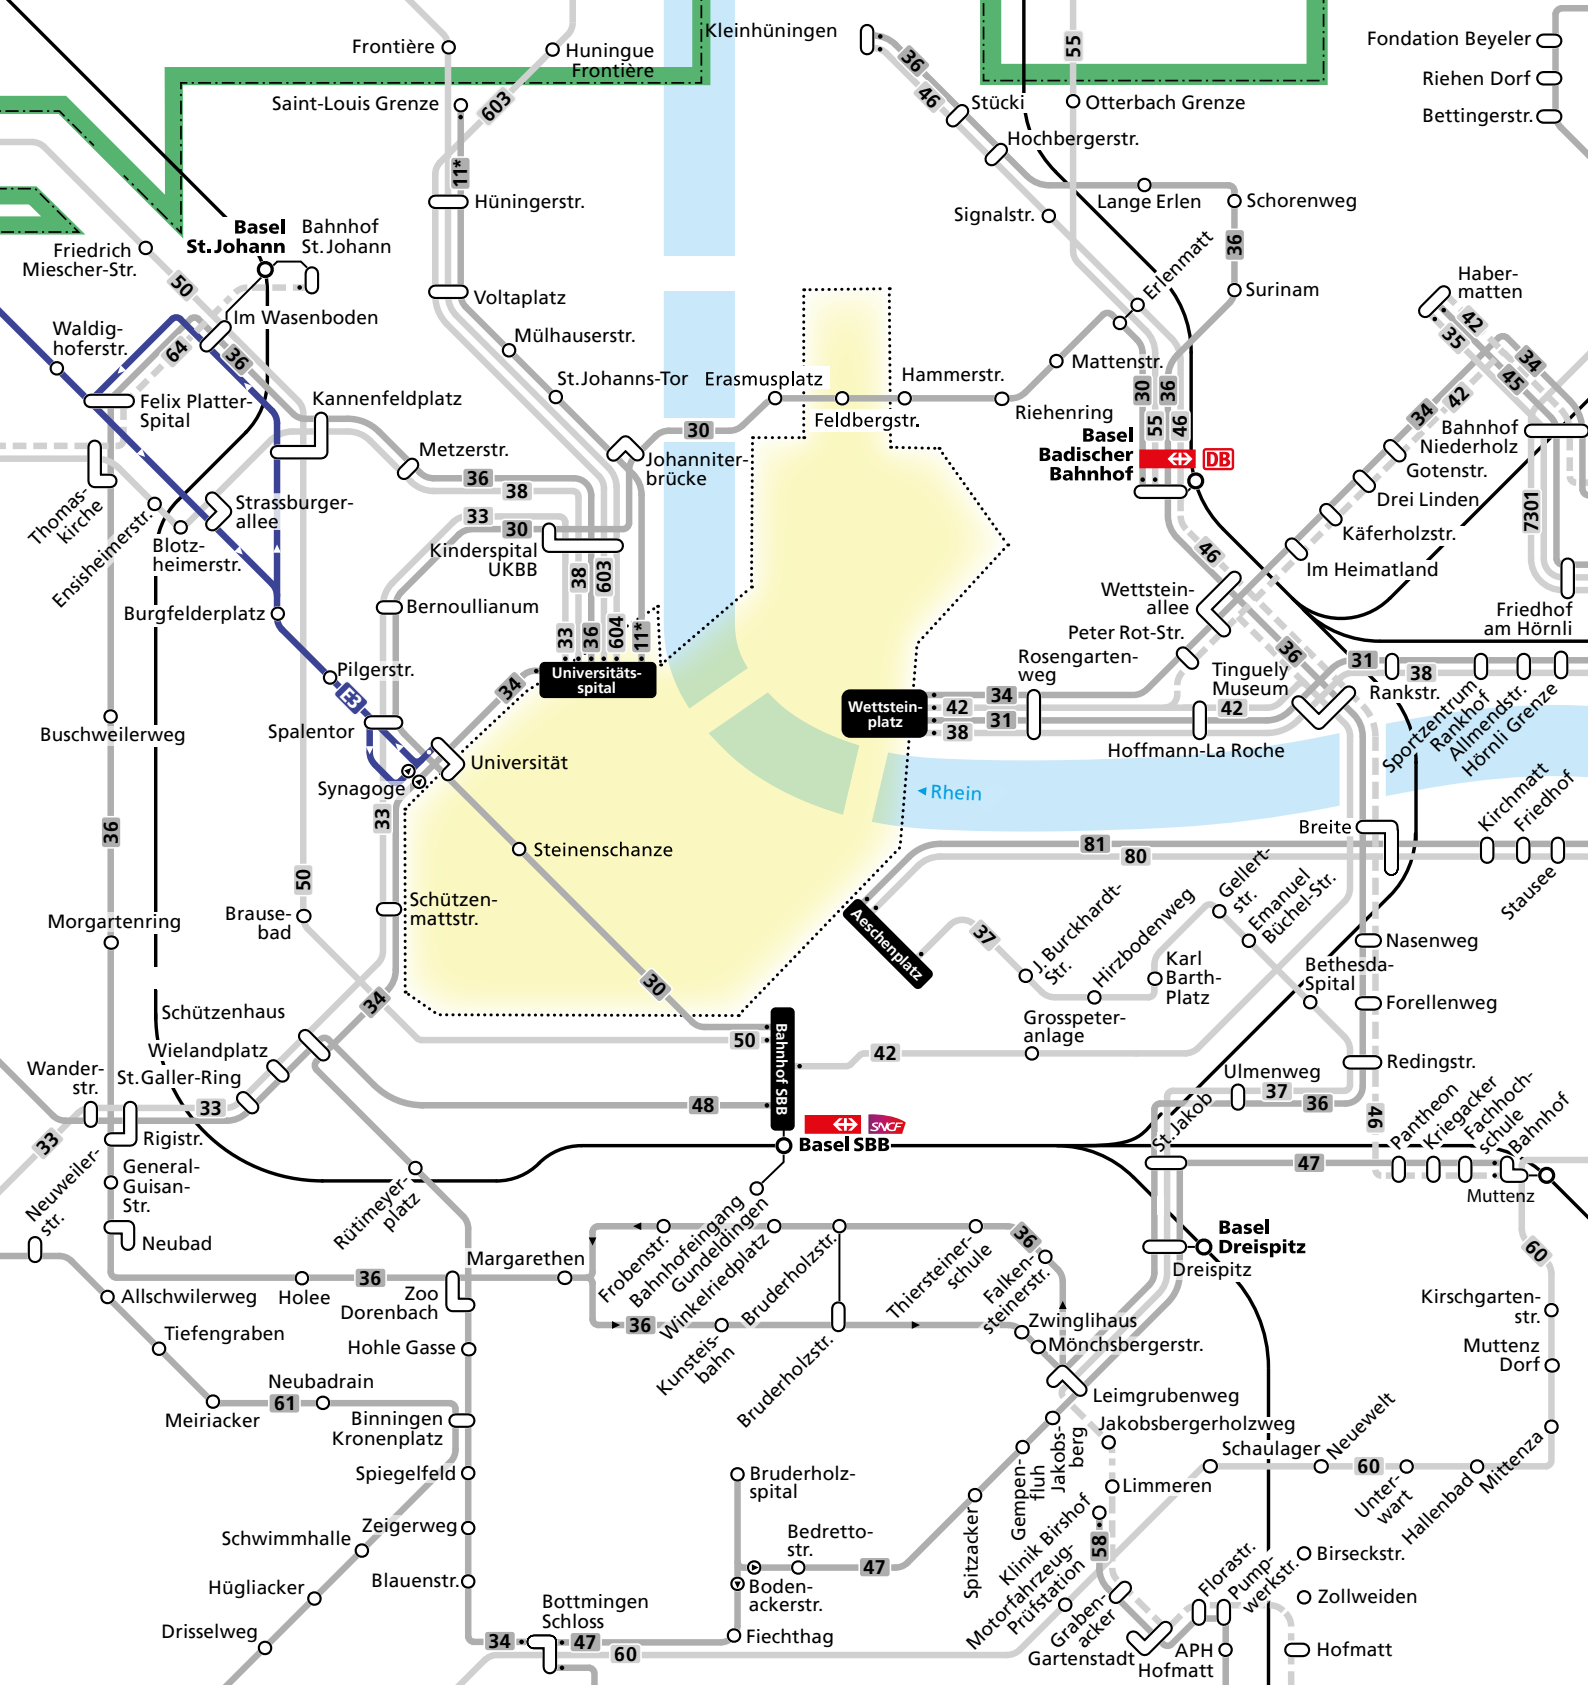 Kleinhüningen
55
Fondation Beyeler
Riehen Dorf
Bettingerstr.
Frontière
Huningue
Frontière
36
46
Saint-Louis Grenze
603
Stücki
Otterbach Grenze
Hochbergerstr.
11*
Hüningerstr.
Lange Erlen
Schorenweg
Signalstr.
36
Basel
St. Johann
Bahnhof
St. Johann
Friedrich
Miescher-Str.
50
Voltaplatz
Erlenmatt
Surinam
Haber-
matten
42
35
34
45
Im Wasenboden
Waldig-
hoferstr.
64
36
Mülhauserstr.
Mattenstr.
St. Johanns-Tor
Erasmusplatz
Hammerstr.
30
36
55
46
34
42
Felix Platter-
Spital
Kannenfeldplatz
Feldbergstr.
Riehenring
30
Basel
Badischer
Bahnhof
DB
Bahnhof
Niederholz
Metzerstr.
Johanniter-
brücke
Gotenstr.
36
38
Drei Linden
7301
Thomas-
kirche
Strassburger-
allee
33
30
Käferholzstr.
Ensisheimerstr.
Blotz-
heimerstr.
Kinderspital
UKBB
38
603
46
Im Heimatland
Wettstein-
allee
Burgfelderplatz
Bernoullianum
33
36
604
11*
Friedhof
am Hörnli
Peter Rot-Str.
36
Pilgerstr.
E3
34
Universitäts-
spital
Rosengarten-
weg
Tinguely
Museum
31
38
Rankstr.
Sportzentrum
Rankhof
Allmendstr.
Hörnli Grenze
Wettstein-
platz
34
42
31
38
42
Buschweilerweg
Spalentor
Universität
Hoffmann-La Roche
Synagoge
Rhein
33
36
Steinenschanze
Breite
Kirchmatt
Friedhof
Stausee
81
80
50
Gellert-
str.
Emanuel
Büchel-Str.
Morgartenring
Brause-
bad
Schützen-
mattstr.
Aeschenplatz
37
J. Burckhardt-
Str.
Hirzbodenweg
Karl
Barth-
Platz
Nasenweg
Bethesda-
Spital
Forellenweg
30
34
Schützenhaus
Grosspeter-
anlage
50
42
Bahnhof SBB
Wielandplatz
Wander-
str.
St. Galler-Ring
Redingstr.
Ulmenweg
33
48
37
36
46
SNCF
Basel SBB
St. Jakob
Pantheon
Kriegacker
Fachhoch-
schule
Bahnhof
33
Rigistr.
47
Muttenz
General-
Guisan-
Str.
Neuweiler-
str.
Rütimeyer-
platz
Neubad
Margarethen
Frobenstr.
Bahnhofeingang
Gundeldingen
Winkelriedplatz
Bruderholzstr.
Thiersteiner-
schule
36
Falken-
steinerstr.
Basel
Dreispitz
Dreispitz
60
36
Holee
Zoo
Dorenbach
Allschwilerweg
Kirschgarten-
str.
36
Kunsteis-
bahn
Bruderholzstr.
Zwinglihaus
Mönchsbergerstr.
Tiefengraben
Hohle Gasse
Muttenz
Dorf
Neubadrain
61
Meiriacker
Binningen
Kronenplatz
Leimgrubenweg
Jakobsbergerholzweg
Jakobs-
berg
Schaulager
Neuewelt
60
Unter-
wart
Hallenbad
Mittenza
Spiegelfeld
Bruderholz-
spital
Gempen-
fluh
Limmeren
Schwimmhalle
Zeigerweg
Bedretto-
str.
Spitzacker
Klinik Birshof
58
Birseckstr.
47
Motorfahrzeug-
Prüfstation
Florastr.
Pump-
werkstr.
Hügliacker
Blauenstr.
Boden-
ackerstr.
Zollweiden
Bottmingen
Schloss
Graben-
acker
Drisselweg
34
47
60
Fiechthag
Gartenstadt
APH
Hofmatt
Hofmatt